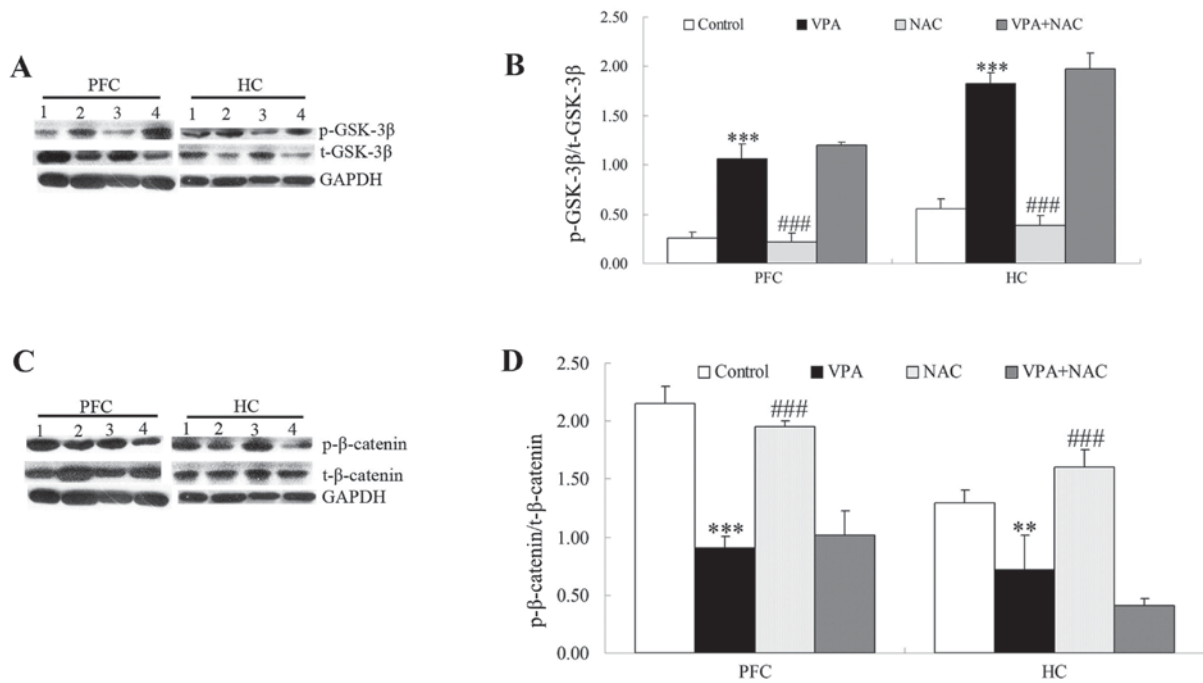 A
PFC HC
1 2 3 4 1 2 3 4
p-GSK-3β
t-GSK-3β
GAPDH
B
Control VPA NAC VPA+NAC
p-GSK-3β/t-GSK-3β
2.50
2.00
1.50
1.00
0.50
0.00
***
###
***
###
PFC HC
C
PFC HC
1 2 3 4 1 2 3 4
p-β-catenin
t-β-catenin
GAPDH
D
Control VPA NAC VPA+NAC
p-β-catenin/t-β-catenin
2.50
2.00
1.50
1.00
0.50
0.00
***
###
**
###
PFC HC